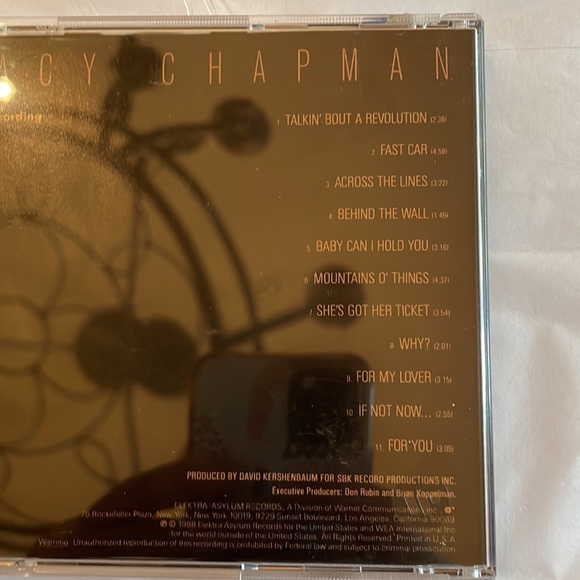 ACY CHAPMAN
cording
1 TALKIN' BOUT A REVOLUTION (2:38)
2. FAST CAR (4:58)
3. ACROSS THE LINES (3:22)
4. BEHIND THE WALL (1:46)
5. BABY CAN I HOLD YOU (3:16)
6. MOUNTAINS O' THINGS (4:37)
7. SHE'S GOT HER TICKET (3:54)
8. WHY? (2:01)
9. FOR MY LOVER (3:15)
10. IF NOT NOW... (2:55)
11. FOR YOU (3:09)
PRODUCED BY DAVID KERSHENBAUM FOR SBK RECORD PRODUCTIONS INC.
Executive Producers: Don Rubin and Brian Koppelman.
ELEKTRA/ASYLUM RECORDS, A Division of Warner Communications Inc.
75 Rockefeller Plaza, New York, New York 10019, 9229 Sunset Boulevard, Los Angeles, California 90069
℗ © 1988 Elektra/Asylum Records for the United States and WEA International Inc.
for the world outside of the United States. All Rights Reserved. Printed in U.S.A.
Warning: Unauthorized reproduction of this recording is prohibited by Federal law and subject to criminal prosecution